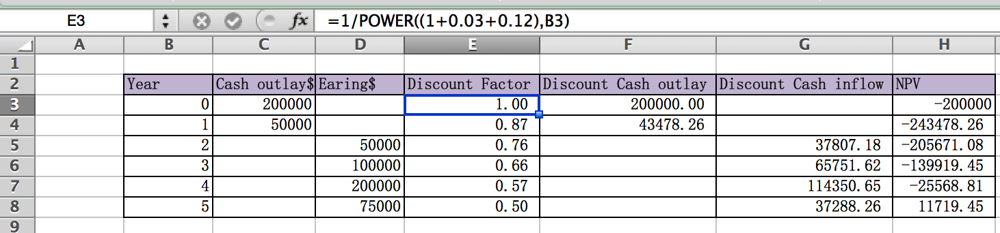 E3 fx =1/POWER((1+0.03+0.12),B3)
A B C D E F G H
1
2 Year Cash outlay$ Earing$ Discount Factor Discount Cash outlay Discount Cash inflow NPV
3 0 200000 1.00 200000.00 -200000
4 1 50000 0.87 43478.26 -243478.26
5 2 50000 0.76 37807.18 -205671.08
6 3 100000 0.66 65751.62 -139919.45
7 4 200000 0.57 114350.65 -25568.81
8 5 75000 0.50 37288.26 11719.45
9